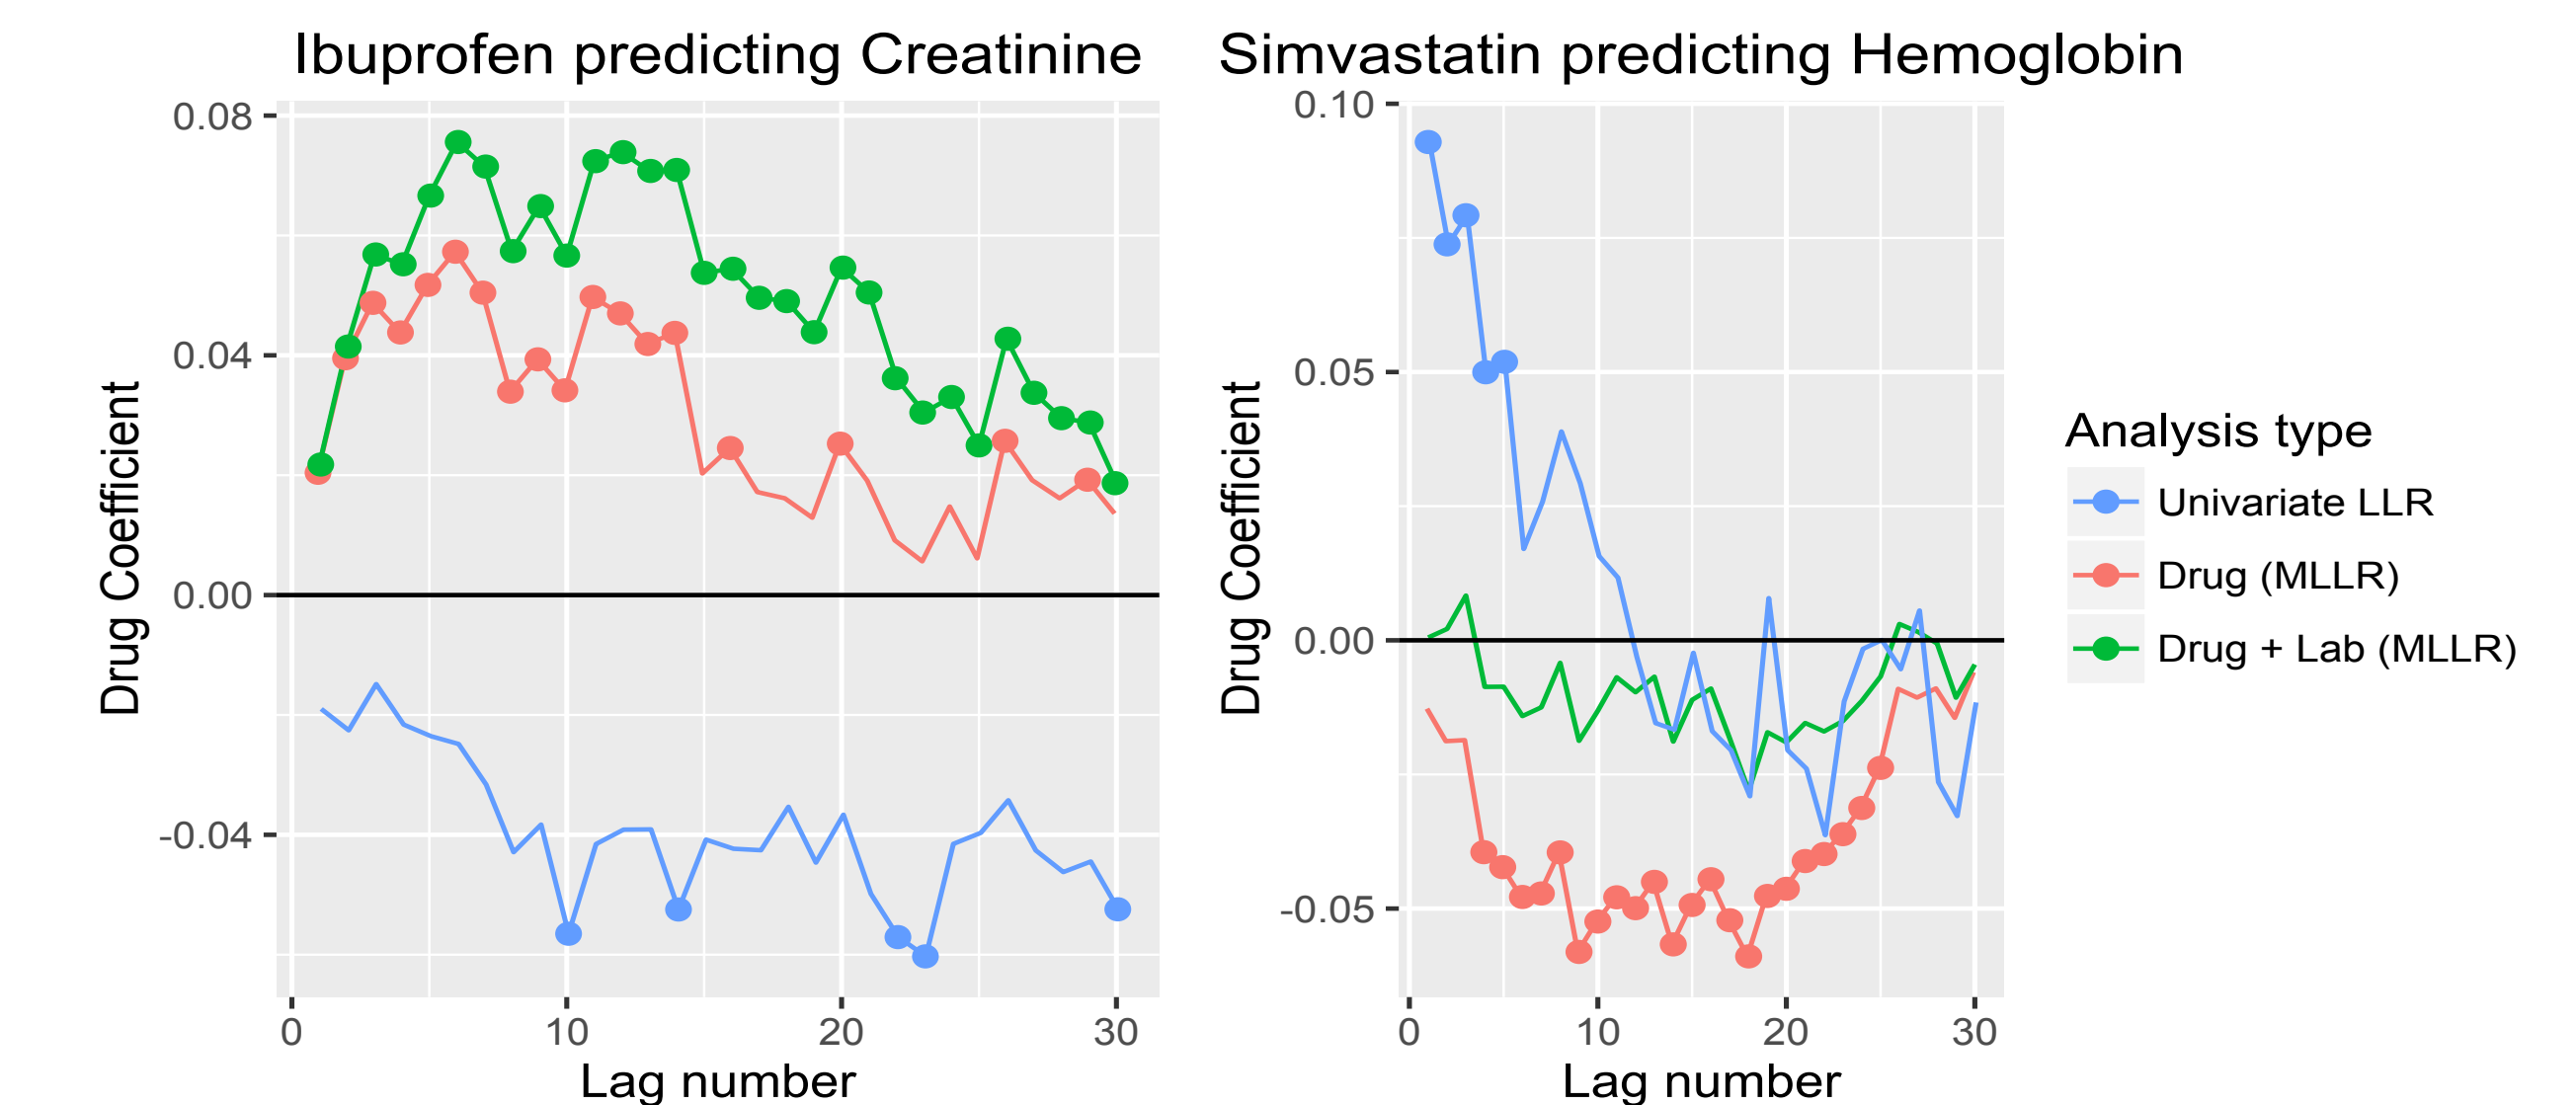 Ibuprofen predicting Creatinine
0.08
0.04
0.00
-0.04
Drug Coefficient
0 10 20 30
Lag number
Simvastatin predicting Hemoglobin
0.10
0.05
0.00
-0.05
Drug Coefficient
0 10 20 30
Lag number
Analysis type
Univariate LLR
Drug (MLLR)
Drug + Lab (MLLR)